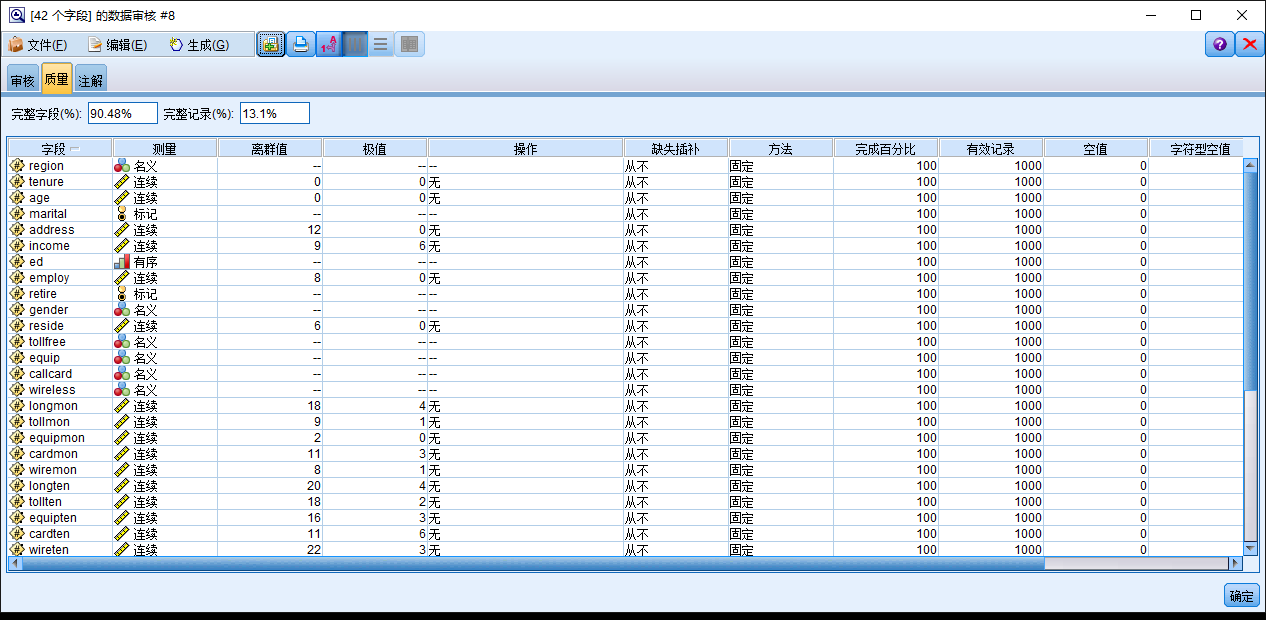 [42 个字段] 的数据审核 #8
文件(F) 编辑(E) 生成(G)
审核 质量 注解
完整字段(%): 90.48% 完整记录(%): 13.1%
字段 测量 离群值 极值 操作 缺失插补 方法 完成百分比 有效记录 空值 字符型空值
region 名义 -- -- -- 从不 固定 100 1000 0
tenure 连续 0 0 无 从不 固定 100 1000 0
age 连续 0 0 无 从不 固定 100 1000 0
marital 标记 -- -- -- 从不 固定 100 1000 0
address 连续 12 0 无 从不 固定 100 1000 0
income 连续 9 6 无 从不 固定 100 1000 0
ed 有序 -- -- -- 从不 固定 100 1000 0
employ 连续 8 0 无 从不 固定 100 1000 0
retire 标记 -- -- -- 从不 固定 100 1000 0
gender 名义 -- -- -- 从不 固定 100 1000 0
reside 连续 6 0 无 从不 固定 100 1000 0
tollfree 名义 -- -- -- 从不 固定 100 1000 0
equip 名义 -- -- -- 从不 固定 100 1000 0
callcard 名义 -- -- -- 从不 固定 100 1000 0
wireless 名义 -- -- -- 从不 固定 100 1000 0
longmon 连续 18 4 无 从不 固定 100 1000 0
tollmon 连续 9 1 无 从不 固定 100 1000 0
equipmon 连续 2 0 无 从不 固定 100 1000 0
cardmon 连续 11 3 无 从不 固定 100 1000 0
wiremon 连续 8 1 无 从不 固定 100 1000 0
longten 连续 20 4 无 从不 固定 100 1000 0
tollten 连续 18 2 无 从不 固定 100 1000 0
equipten 连续 16 3 无 从不 固定 100 1000 0
cardten 连续 11 6 无 从不 固定 100 1000 0
wireten 连续 22 3 无 从不 固定 100 1000 0
确定